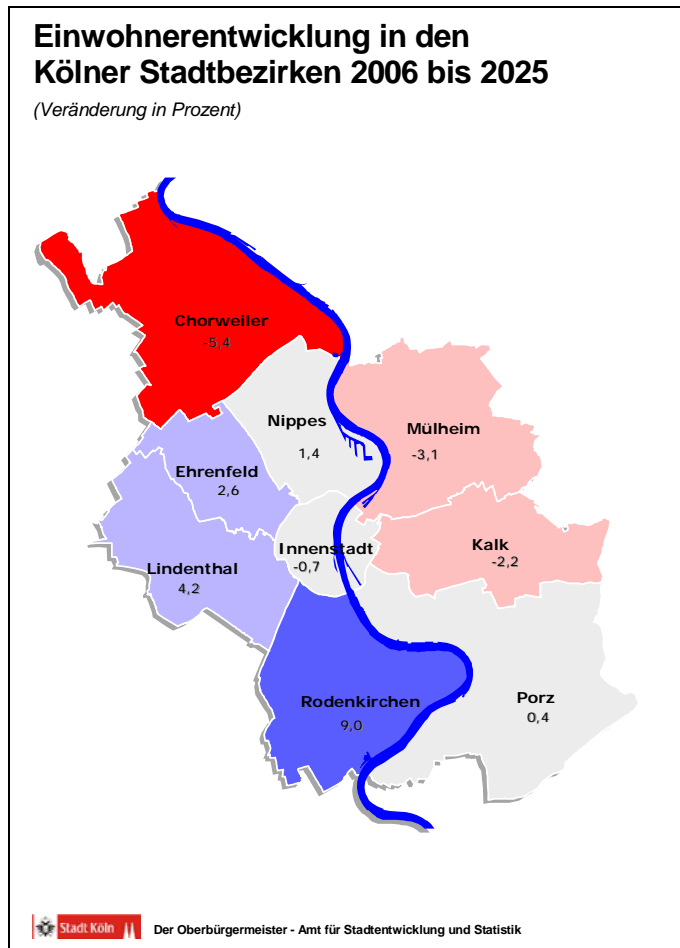 Einwohnerentwicklung in den
Kölner Stadtbezirken 2006 bis 2025
(Veränderung in Prozent)
Chorweiler
-5,4
Nippes
1,4
Mülheim
-3,1
Ehrenfeld
2,6
Innenstadt
-0,7
Kalk
-2,2
Lindenthal
4,2
Rodenkirchen
9,0
Porz
0,4
Stadt Köln
Der Oberbürgermeister - Amt für Stadtentwicklung und Statistik